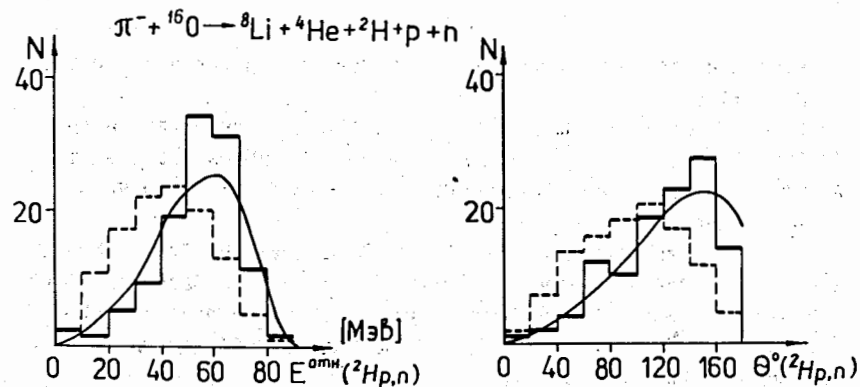 π⁻ + ¹⁶O → ⁸Li + ⁴He + ²H + p + n
N
40
20
0 20 40 60 80 E^отн (²Hp,n)
[МэВ]
N
40
20
0 40 80 120 160 θ° (²Hp,n)